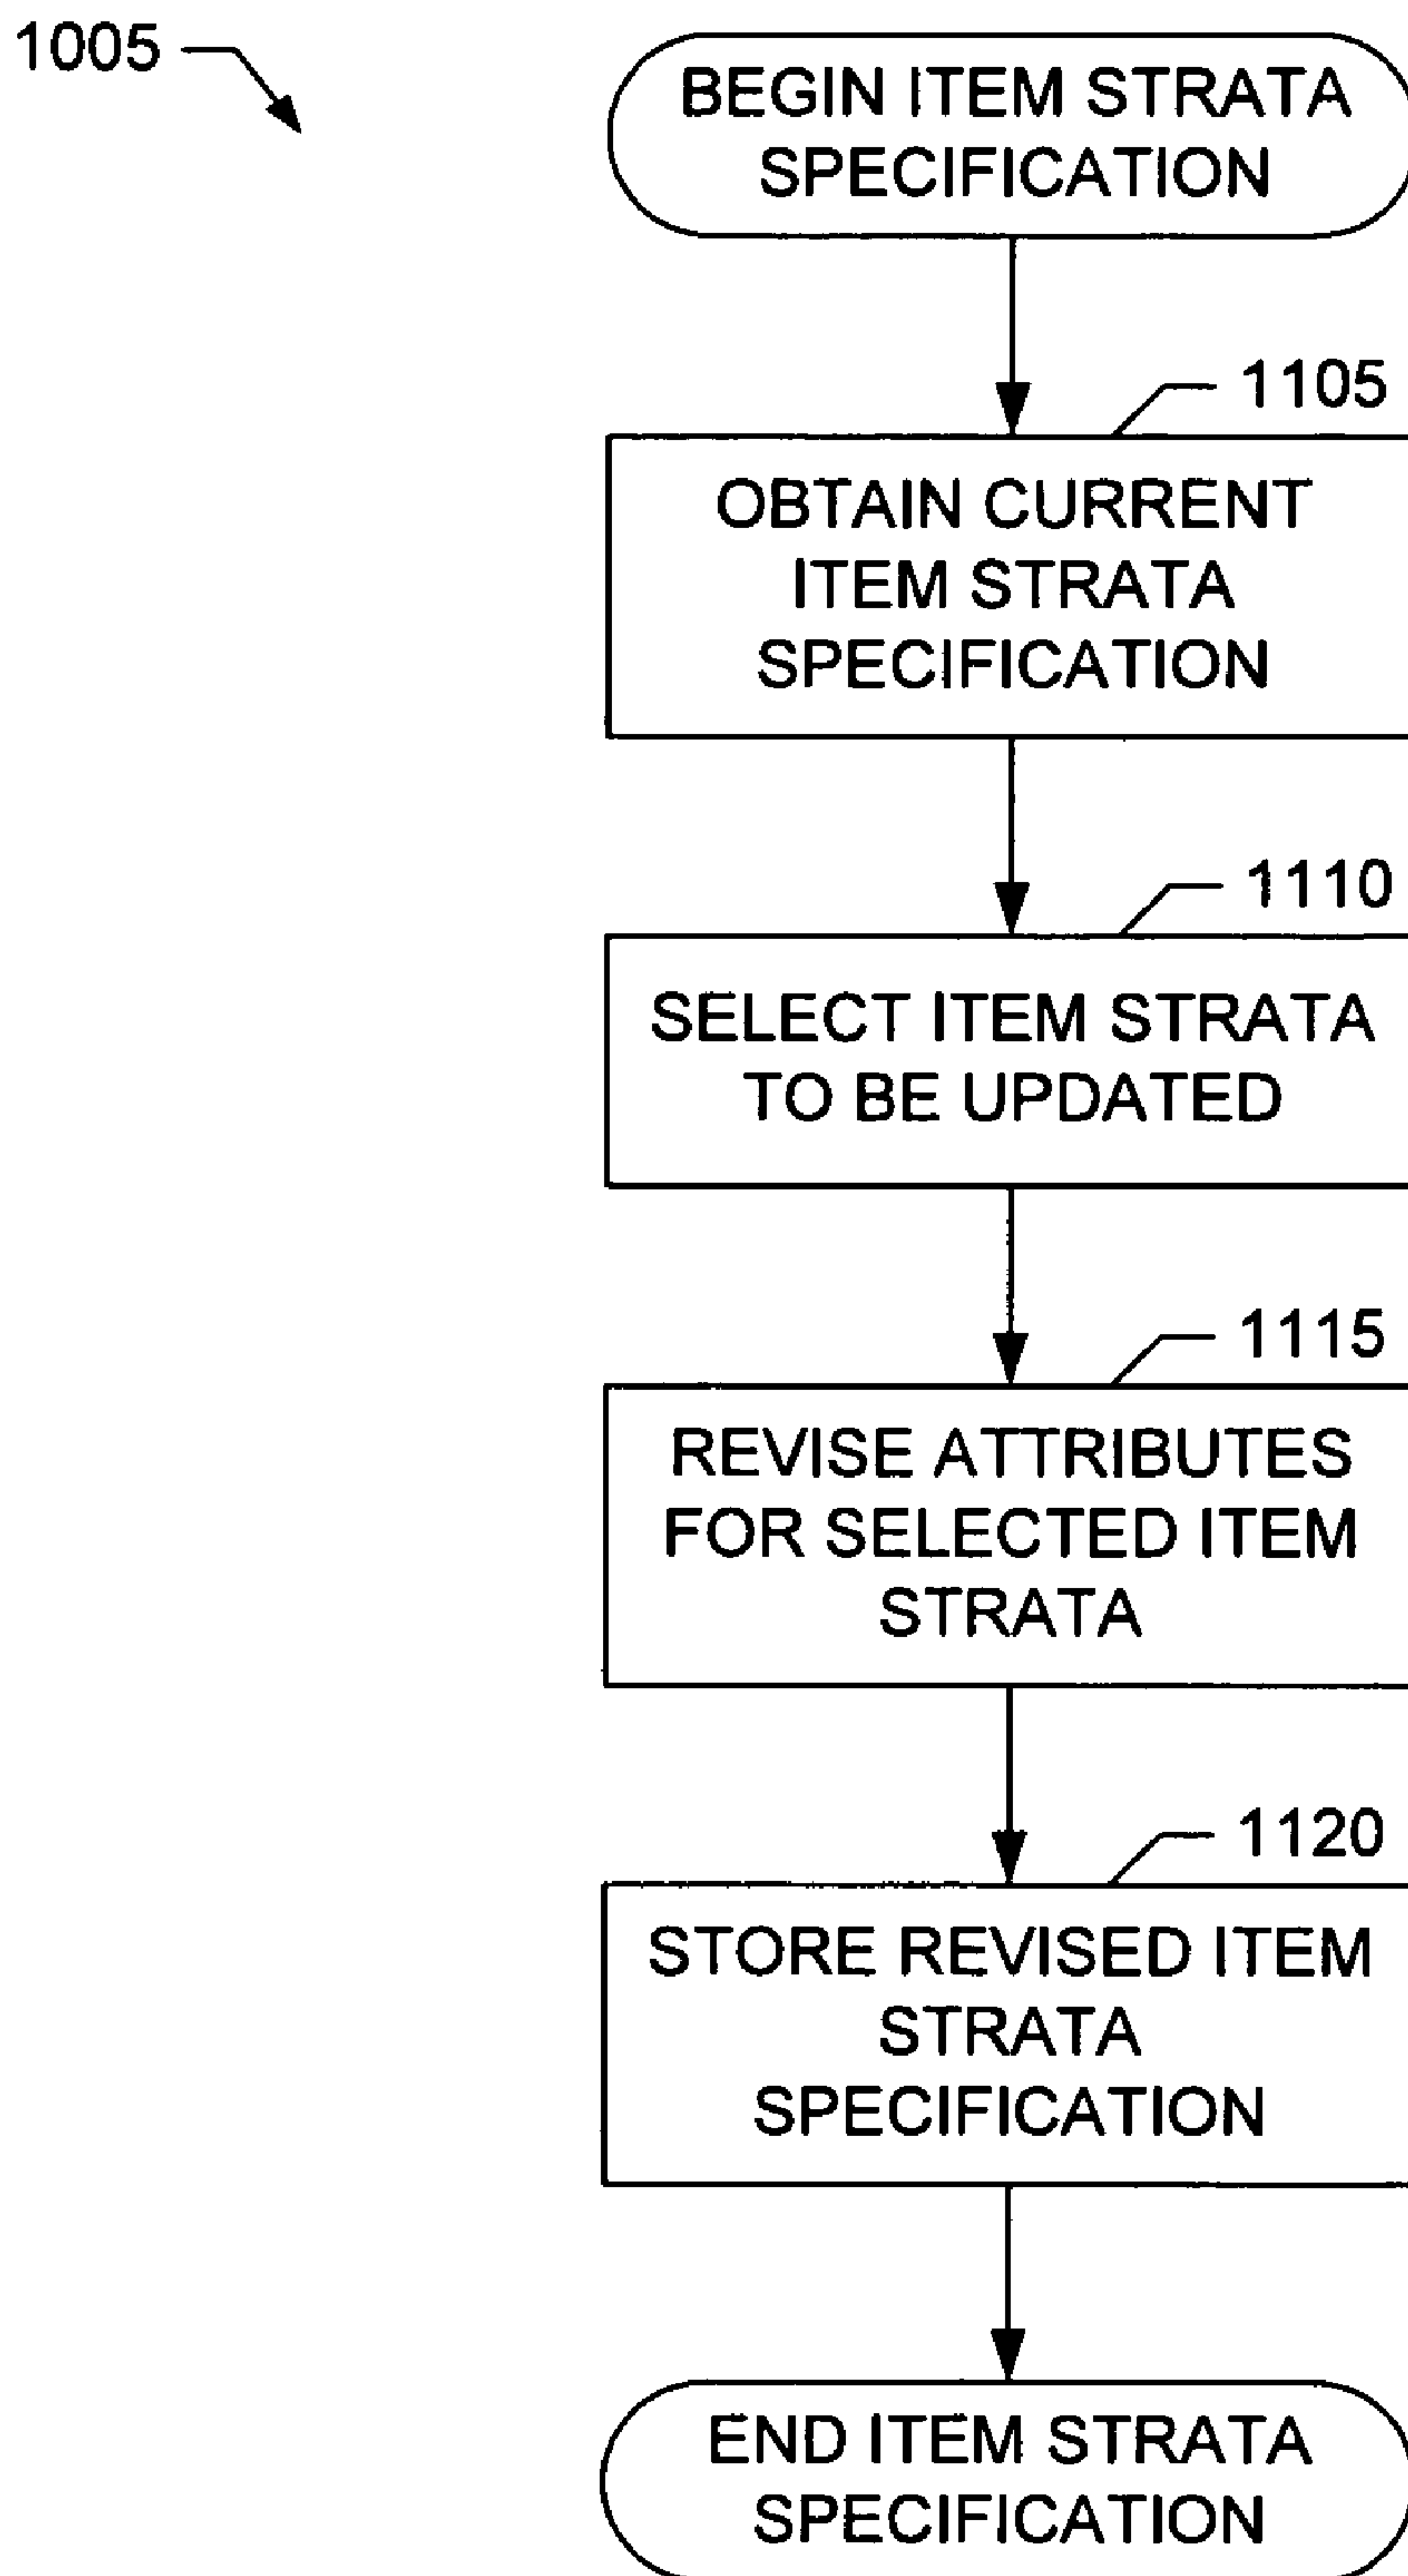 1005
BEGIN ITEM STRATA
SPECIFICATION
1105
OBTAIN CURRENT
ITEM STRATA
SPECIFICATION
1110
SELECT ITEM STRATA
TO BE UPDATED
1115
REVISE ATTRIBUTES
FOR SELECTED ITEM
STRATA
1120
STORE REVISED ITEM
STRATA
SPECIFICATION
END ITEM STRATA
SPECIFICATION